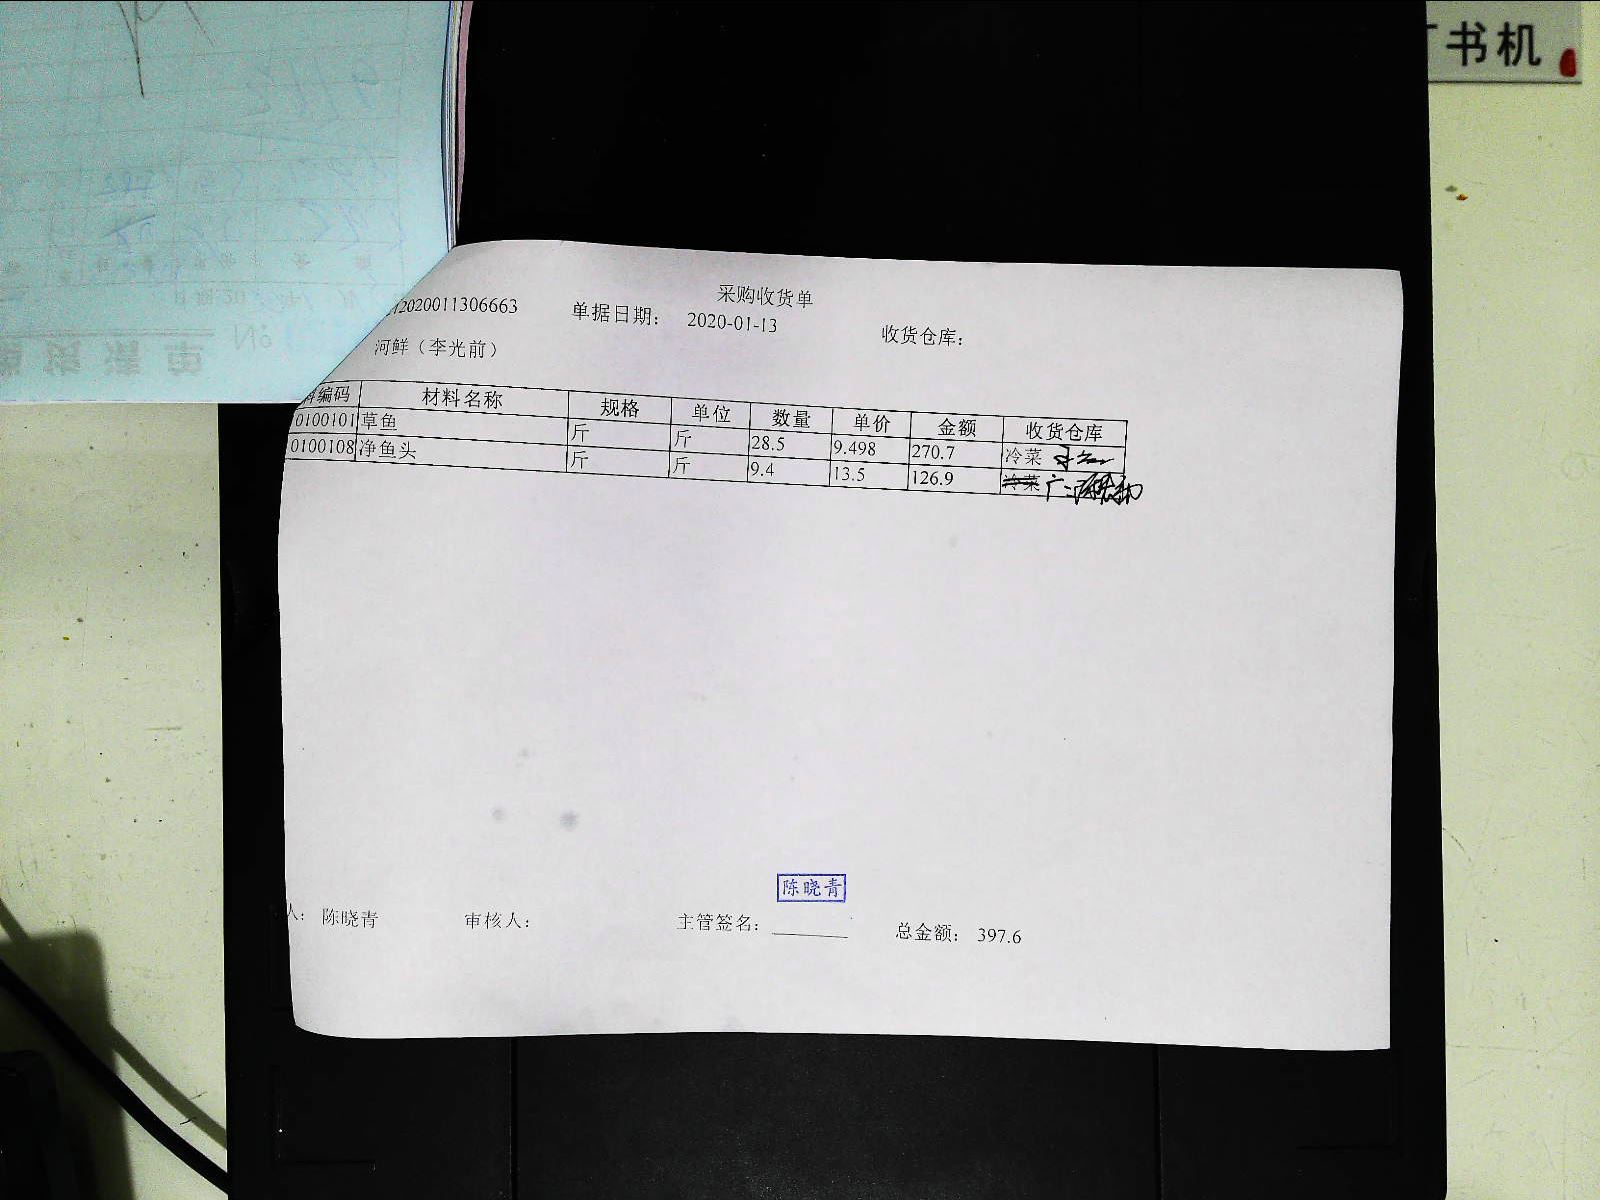 书机
采购收货单
2020011306663 单据日期： 2020-01-13 收货仓库：
河鲜（李光前）
编码 材料名称 规格 单位 数量 单价 金额 收货仓库
0100101 草鱼 斤 斤 28.5 9.498 270.7 冷菜
0100108 净鱼头 斤 斤 9.4 13.5 126.9 冷菜
陈晓青
人： 陈晓青 审核人： 主管签名： 总金额： 397.6